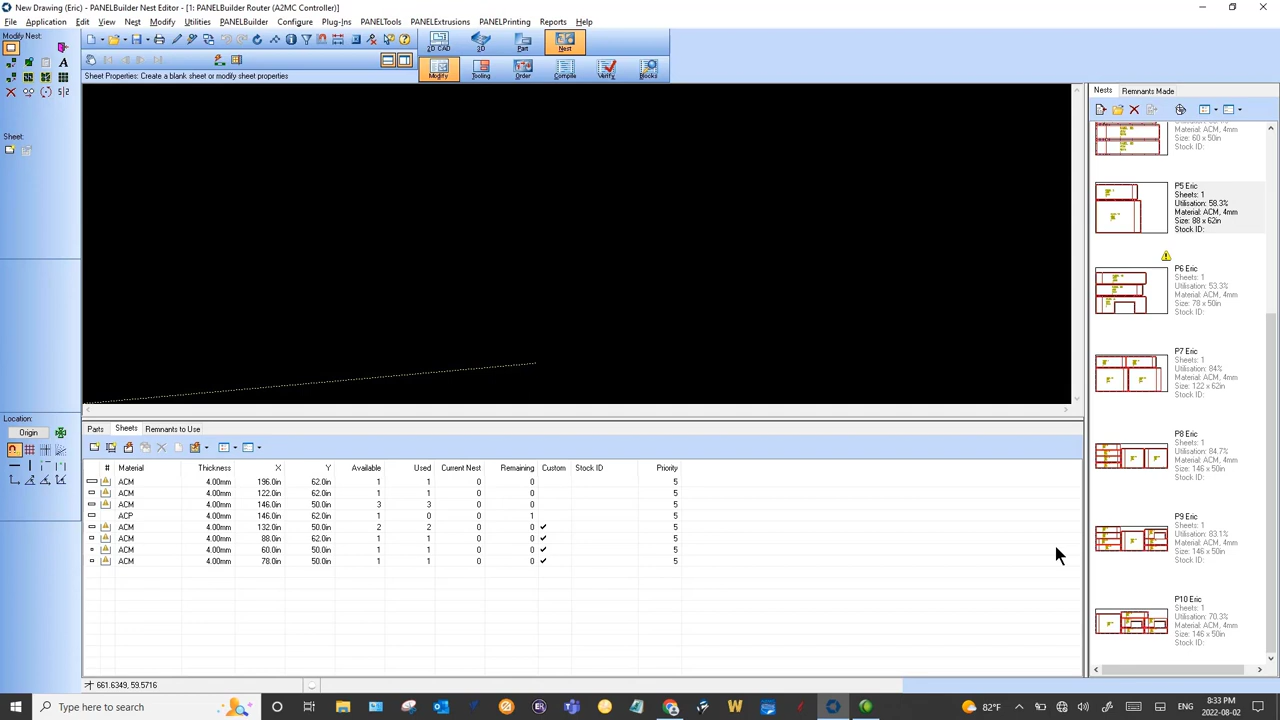 New Drawing (Eric) - PANELBuilder Nest Editor - [1: PANELBuilder Router (A2MC Controller)]
File Application Edit View Nest Modify Utilities PANELBuilder Configure Plug-Ins PANELTools PANELExtrusions PANELPrinting Reports Help
Modify Nest:
2D CAD 3D Part Nest
Modify Tooling Order Compile Verify Blocks
Sheet Properties: Create a blank sheet or modify sheet properties
Sheet:
Location:
Origin
Nests Remnants Made
Material: ACM, 4mm
Size: 60 x 50in
Stock ID:
P5 Eric
Sheets: 1
Utilisation: 58.3%
Material: ACM, 4mm
Size: 88 x 62in
Stock ID:
P6 Eric
Sheets: 1
Utilisation: 53.3%
Material: ACM, 4mm
Size: 78 x 50in
Stock ID:
P7 Eric
Sheets: 1
Utilisation: 84%
Material: ACM, 4mm
Size: 122 x 62in
Stock ID:
P8 Eric
Sheets: 1
Utilisation: 84.7%
Material: ACM, 4mm
Size: 146 x 50in
Stock ID:
P9 Eric
Sheets: 1
Utilisation: 83.1%
Material: ACM, 4mm
Size: 146 x 50in
Stock ID:
P10 Eric
Sheets: 1
Utilisation: 70.3%
Material: ACM, 4mm
Size: 146 x 50in
Stock ID:
Parts Sheets Remnants to Use
# Material Thickness X Y Available Used Current Nest Remaining Custom Stock ID Priority
ACM 4.00mm 196.0in 62.0in 1 1 0 0 5
ACM 4.00mm 122.0in 62.0in 1 1 0 0 5
ACM 4.00mm 146.0in 50.0in 3 3 0 0 5
ACP 4.00mm 146.0in 62.0in 1 0 0 1 5
ACM 4.00mm 132.0in 50.0in 2 2 0 0 ✓ 5
ACM 4.00mm 88.0in 62.0in 1 1 0 0 ✓ 5
ACM 4.00mm 60.0in 50.0in 1 1 0 0 ✓ 5
ACM 4.00mm 78.0in 50.0in 1 1 0 0 ✓ 5
661.6349, 59.5716
Type here to search
82°F
8:33 PM
2022-08-02